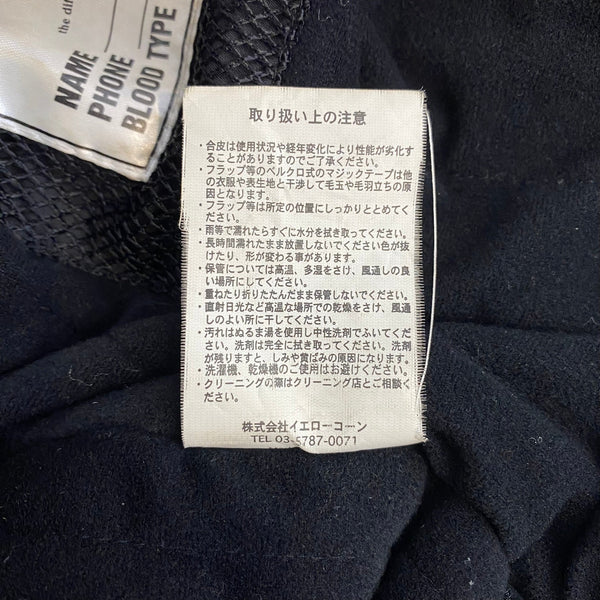 the dif
NAME
PHONE
BLOOD TYPE
取り扱い上の注意
・合皮は使用状況や経年変化により性能が劣化す
ることがありますのでご了承ください。
・フラップ等のベルクロ式のマジックテープは他
の衣服や表生地と干渉して毛玉や毛羽立ちの原
因となります。
・フラップ等は所定の位置にしっかりととめてく
ださい。
・雨等で濡れたらすぐに水分を拭き取ってください。
・長時間濡れたまま放置しないでください色が抜
けたり、形が変わる事があります。
・保管については高温、多湿をさけ、風通しの良
い場所にしてください。
・重ねたり折りたたんだまま保管しないでください。
・直射日光など高温な場所での乾燥をさけ、風通
しのよい所に干してください。
・汚れはぬるま湯を使用し中性洗剤でふいてくだ
さい。洗剤は完全に拭き取ってください。洗剤
が残りますと、しみや黄ばみの原因になります。
・洗濯機、乾燥機のご使用はお避けください。
・クリーニングの際はクリーニング店とご相談く
ださい。
株式会社イエローコーン
TEL 03-5787-0071